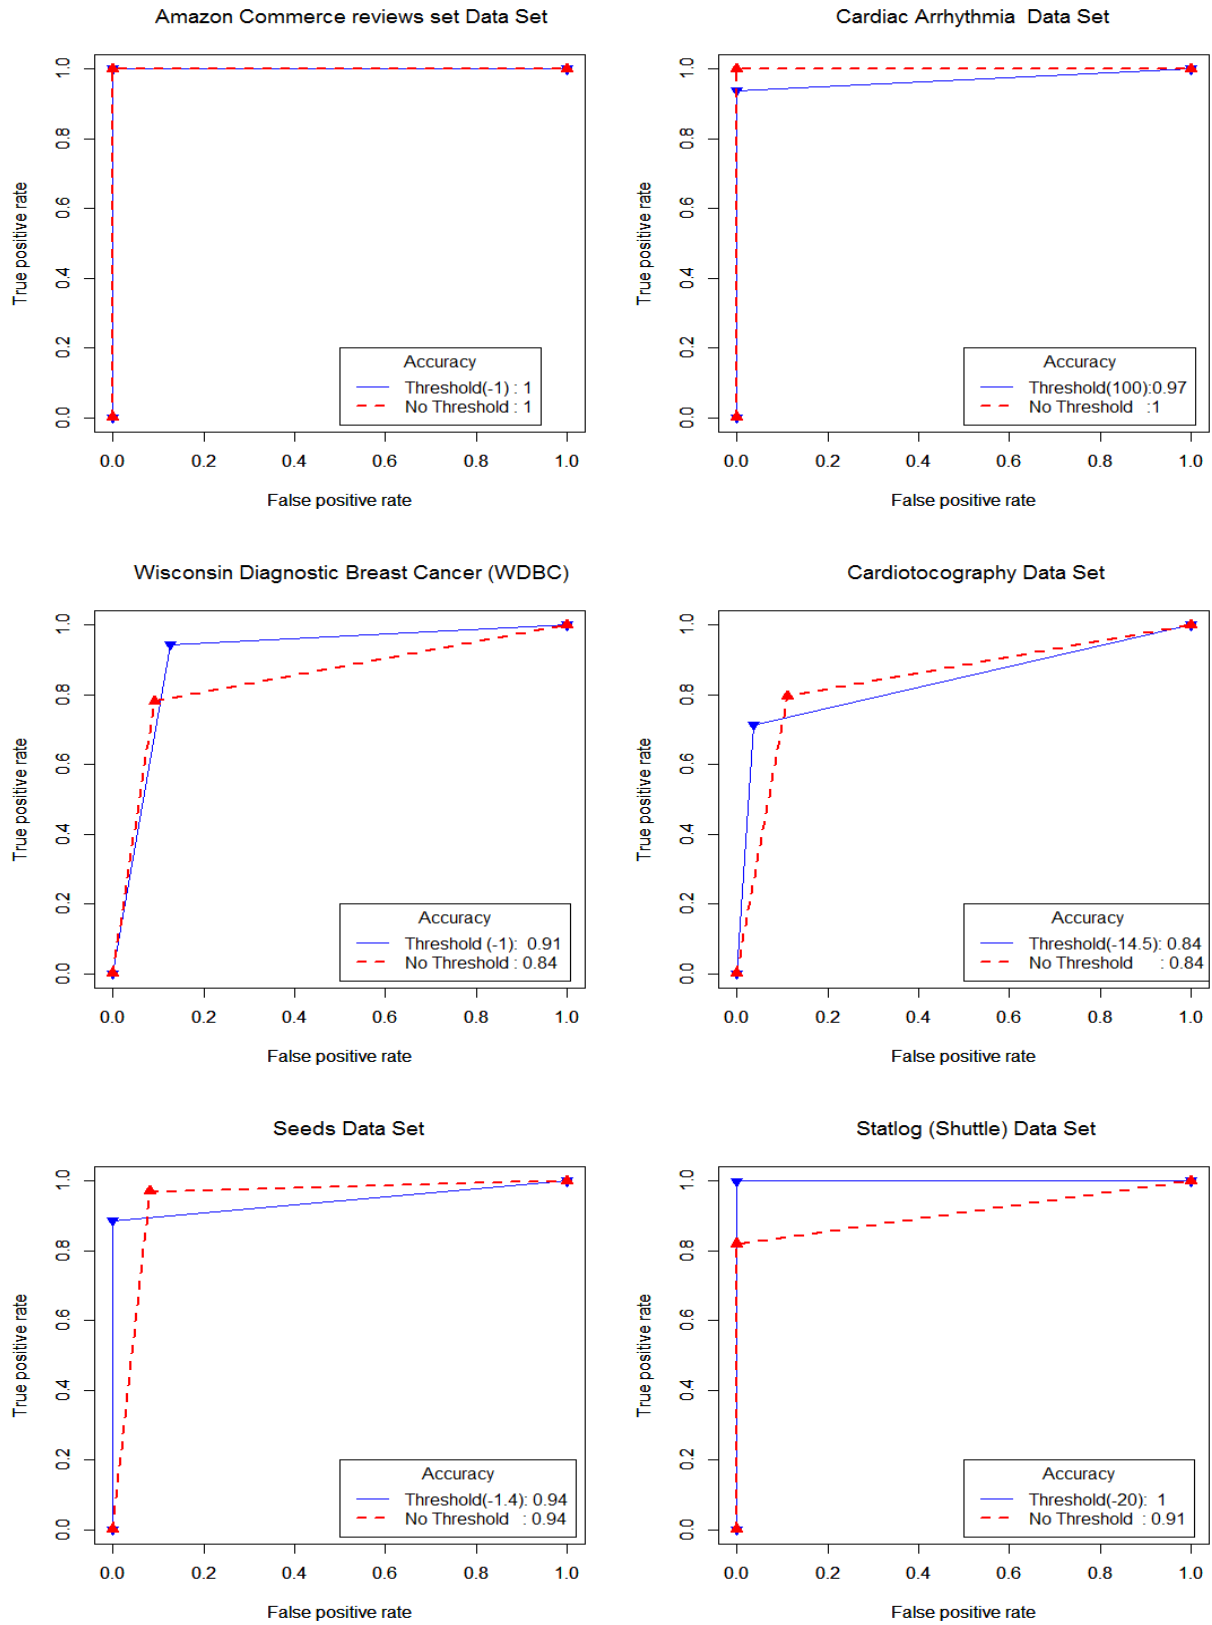 Amazon Commerce reviews set Data Set
True positive rate
1.0
0.8
0.6
0.4
0.2
0.0
Accuracy
Threshold(-1) : 1
No Threshold : 1
0.0 0.2 0.4 0.6 0.8 1.0
False positive rate
Cardiac Arrhythmia Data Set
True positive rate
1.0
0.8
0.6
0.4
0.2
0.0
Accuracy
Threshold(100):0.97
No Threshold :1
0.0 0.2 0.4 0.6 0.8 1.0
False positive rate
Wisconsin Diagnostic Breast Cancer (WDBC)
True positive rate
1.0
0.8
0.6
0.4
0.2
0.0
Accuracy
Threshold (-1): 0.91
No Threshold : 0.84
0.0 0.2 0.4 0.6 0.8 1.0
False positive rate
Cardiotocography Data Set
True positive rate
1.0
0.8
0.6
0.4
0.2
0.0
Accuracy
Threshold(-14.5): 0.84
No Threshold : 0.84
0.0 0.2 0.4 0.6 0.8 1.0
False positive rate
Seeds Data Set
True positive rate
1.0
0.8
0.6
0.4
0.2
0.0
Accuracy
Threshold(-1.4): 0.94
No Threshold : 0.94
0.0 0.2 0.4 0.6 0.8 1.0
False positive rate
Statlog (Shuttle) Data Set
True positive rate
1.0
0.8
0.6
0.4
0.2
0.0
Accuracy
Threshold(-20): 1
No Threshold : 0.91
0.0 0.2 0.4 0.6 0.8 1.0
False positive rate